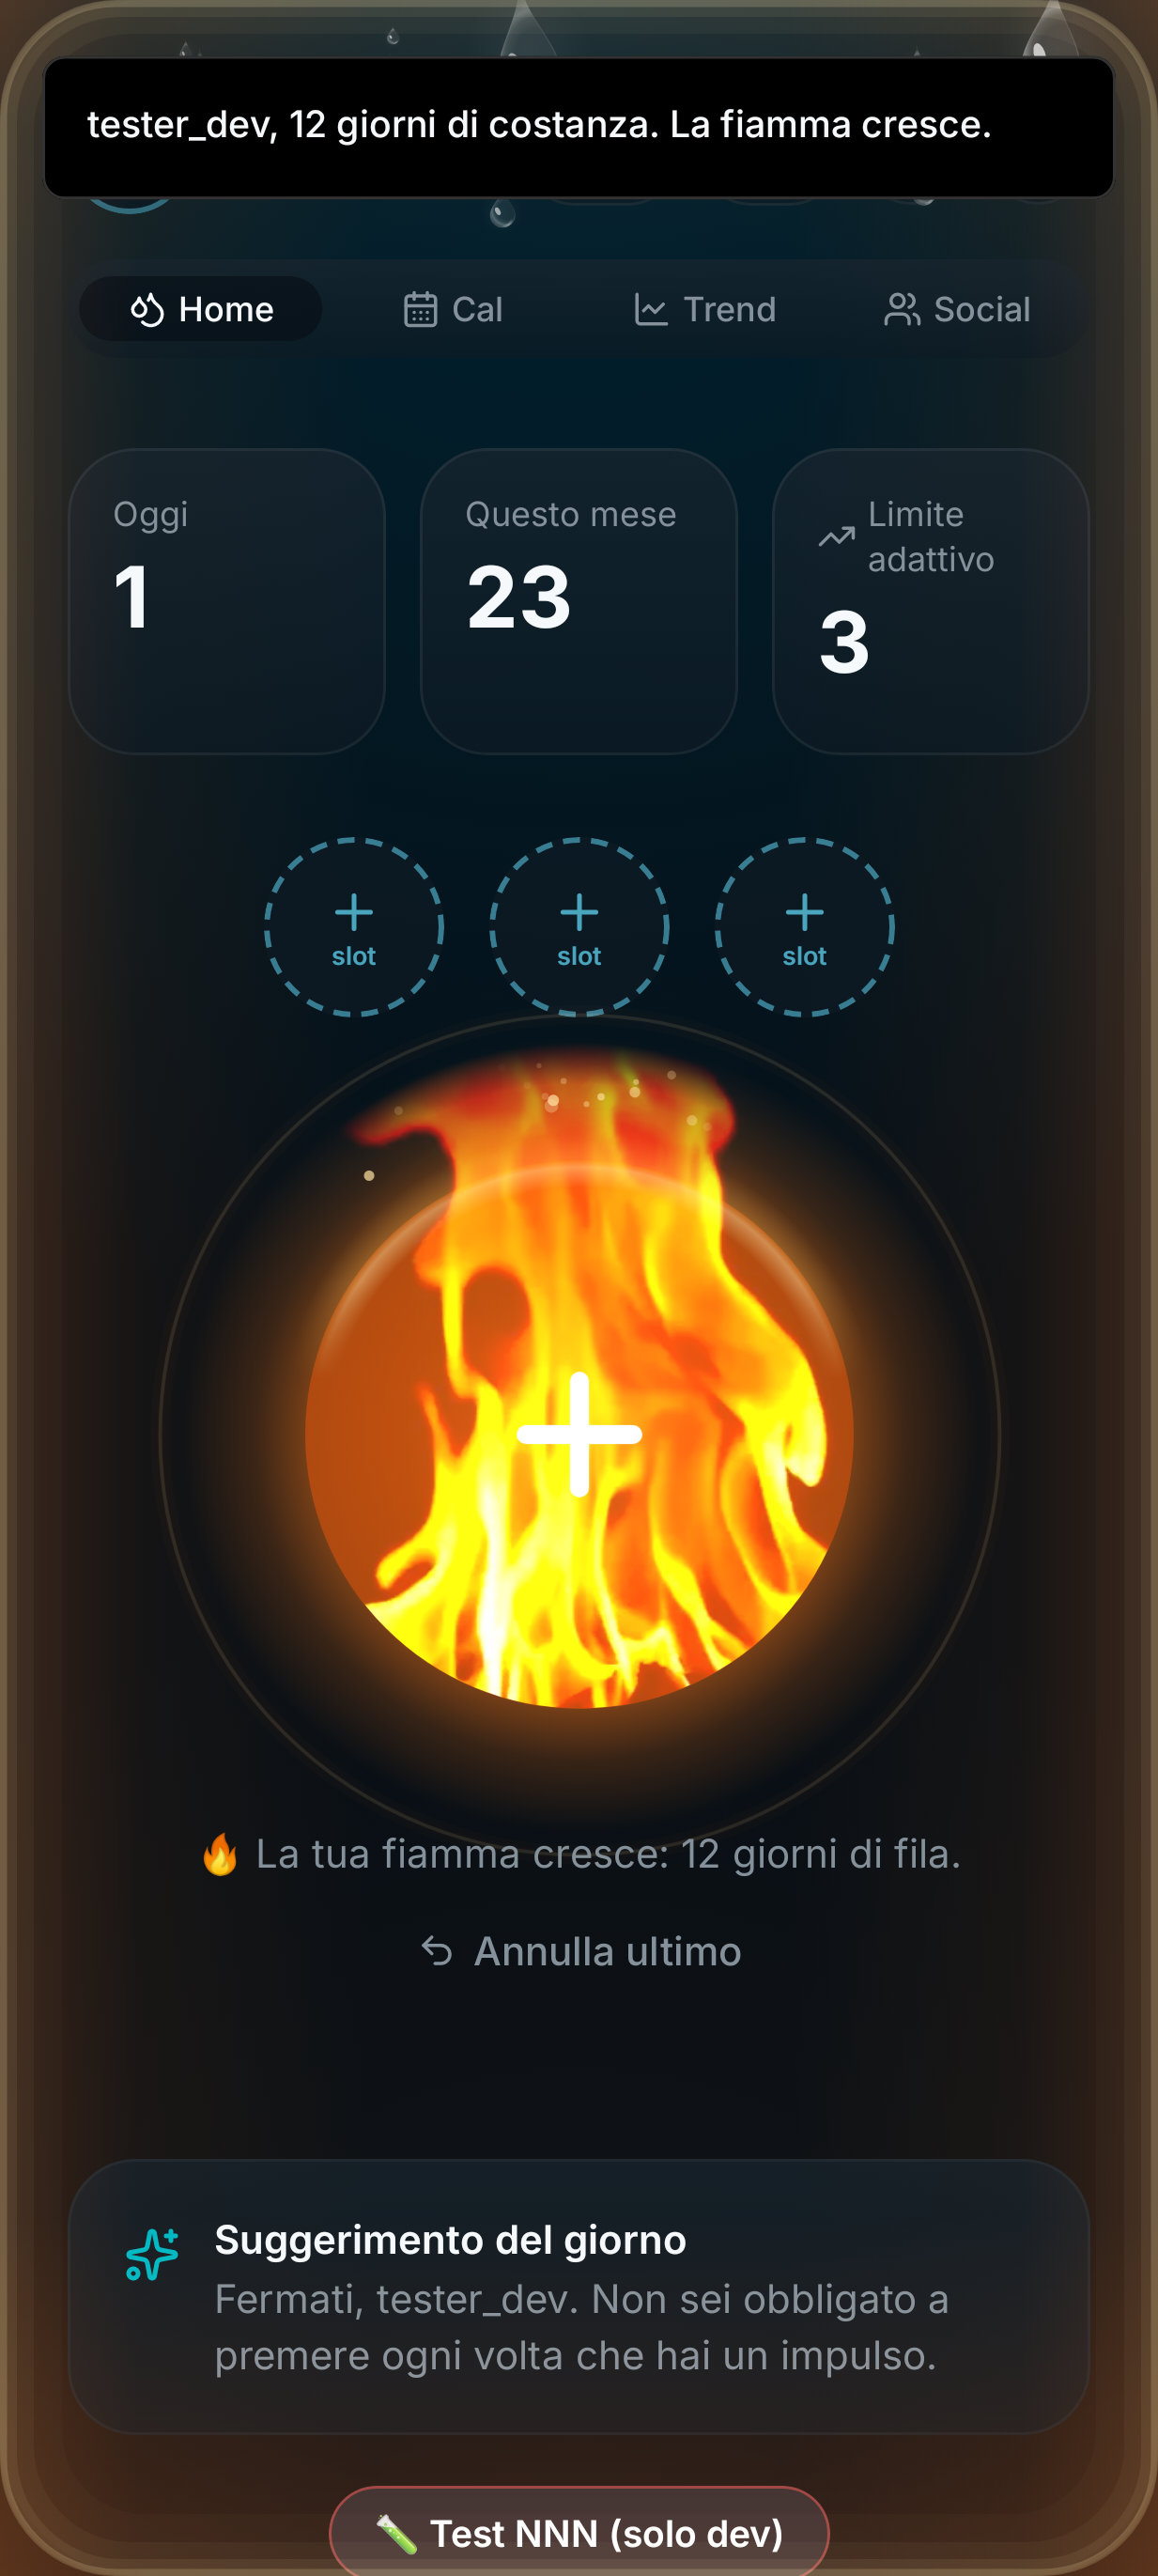 tester_dev, 12 giorni di costanza. La fiamma cresce.
Home
Cal
Trend
Social
Oggi
1
Questo mese
23
Limite
adattivo
3
slot
slot
slot
🔥 La tua fiamma cresce: 12 giorni di fila.
Annulla ultimo
Suggerimento del giorno
Fermati, tester_dev. Non sei obbligato a
premere ogni volta che hai un impulso.
🧪 Test NNN (solo dev)